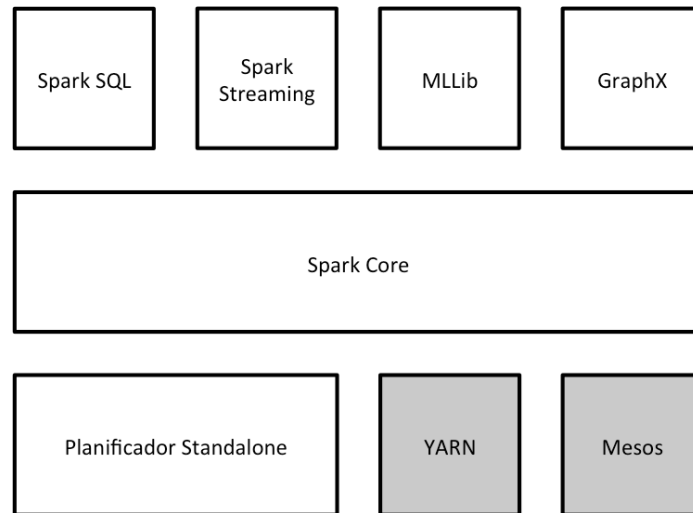 Spark SQL
Spark
Streaming
MLLib
GraphX
Spark Core
Planificador Standalone
YARN
Mesos